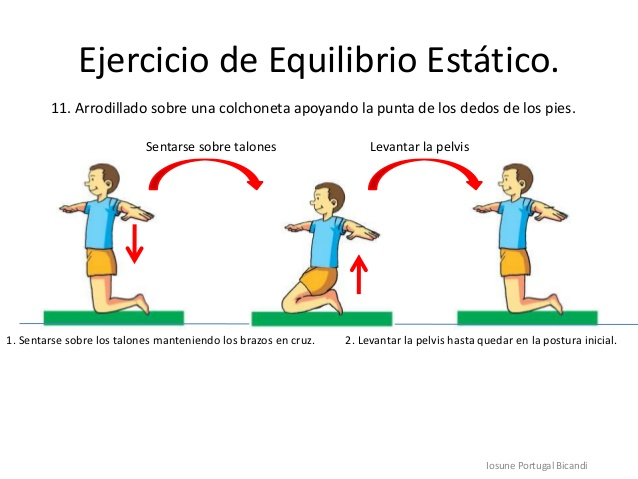 Ejercicio de Equilibrio Estático.
11. Arrodillado sobre una colchoneta apoyando la punta de los dedos de los pies.
Sentarse sobre talones
Levantar la pelvis
1. Sentarse sobre los talones manteniendo los brazos en cruz.
2. Levantar la pelvis hasta quedar en la postura inicial.
Iosune Portugal Bicandi